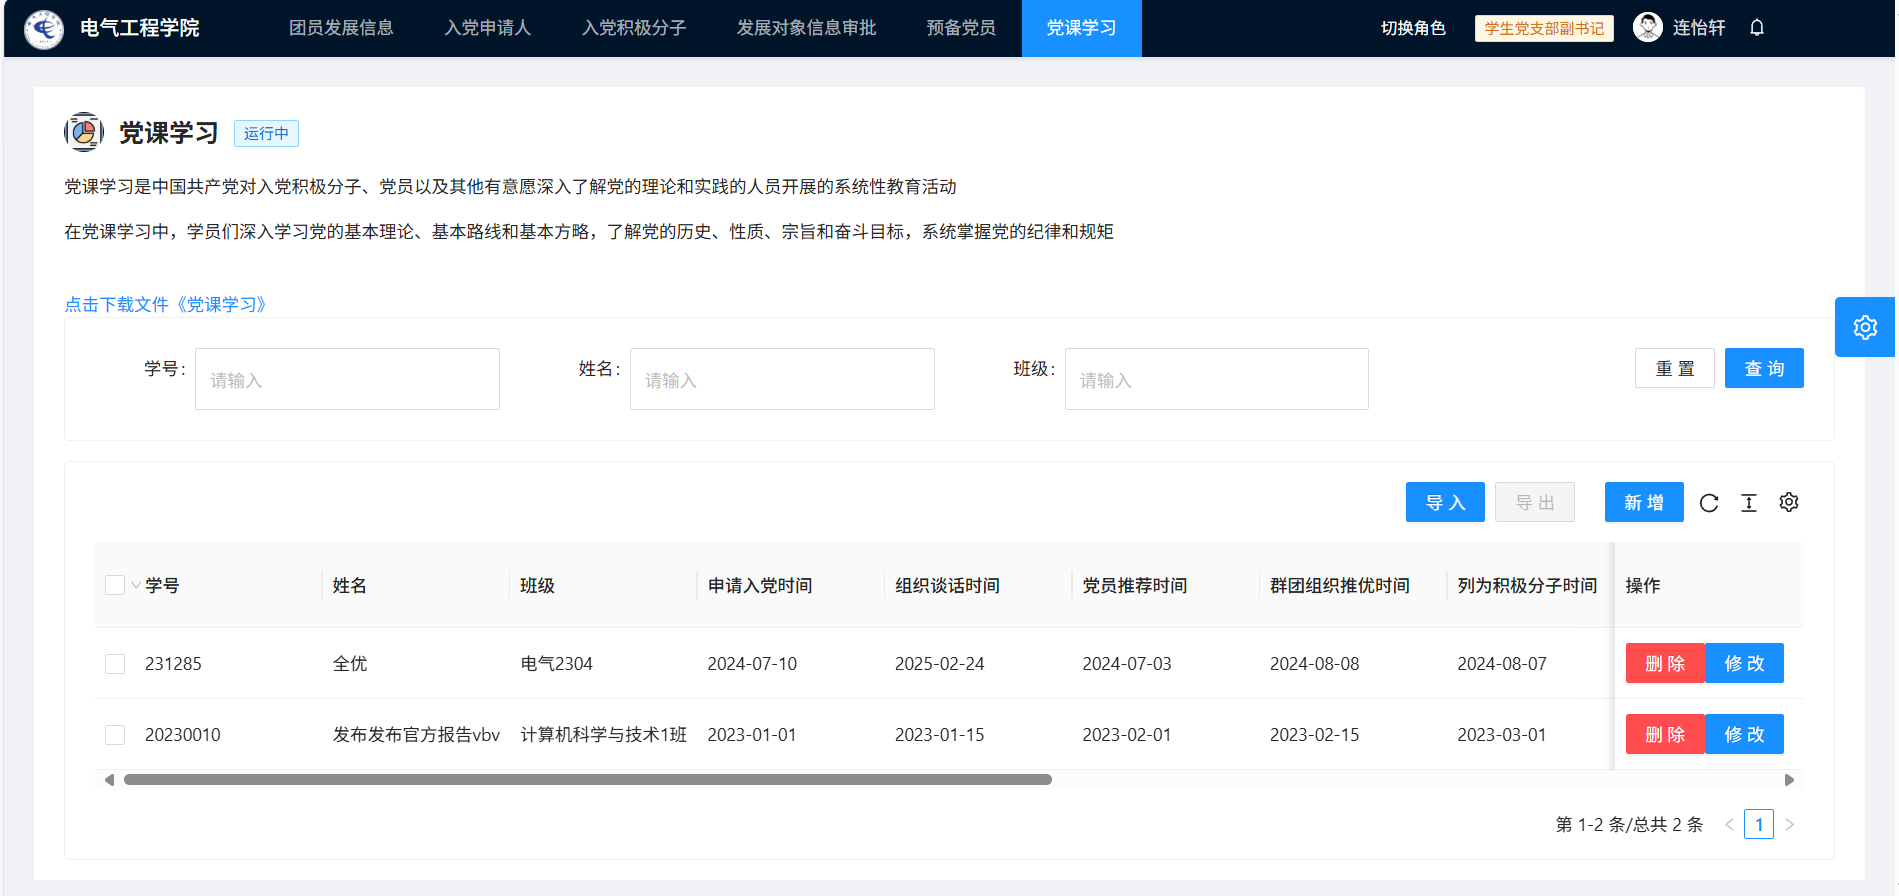 电气工程学院 团员发展信息 入党申请人 入党积极分子 发展对象信息审批 预备党员 党课学习 切换角色 学生党支部副书记 连怡轩
党课学习 运行中
党课学习是中国共产党对入党积极分子、党员以及其他有意愿深入了解党的理论和实践的人员开展的系统性教育活动
在党课学习中，学员们深入学习党的基本理论、基本路线和基本方略，了解党的历史、性质、宗旨和奋斗目标，系统掌握党的纪律和规矩
点击下载文件《党课学习》
学号: 请输入 姓名: 请输入 班级: 请输入 重 置 查 询
导 入 导 出 新 增
学号 姓名 班级 申请入党时间 组织谈话时间 党员推荐时间 群团组织推优时间 列为积极分子时间 操作
231285 全优 电气2304 2024-07-10 2025-02-24 2024-07-03 2024-08-08 2024-08-07 删 除 修 改
20230010 发布发布官方报告vbv 计算机科学与技术1班 2023-01-01 2023-01-15 2023-02-01 2023-02-15 2023-03-01 删 除 修 改
第 1-2 条/总共 2 条 1